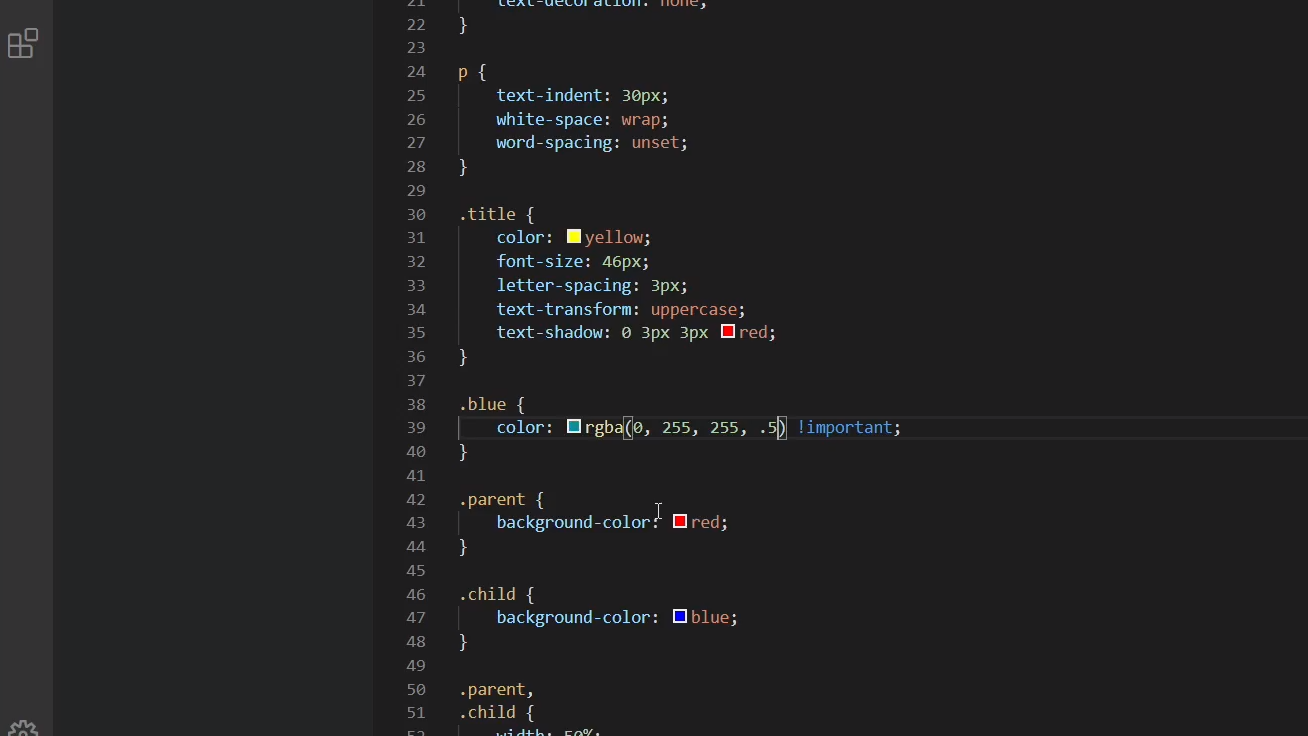 21 text-decoration: none;
22 }
23
24 p {
25 text-indent: 30px;
26 white-space: wrap;
27 word-spacing: unset;
28 }
29
30 .title {
31 color: yellow;
32 font-size: 46px;
33 letter-spacing: 3px;
34 text-transform: uppercase;
35 text-shadow: 0 3px 3px red;
36 }
37
38 .blue {
39 color: rgba(0, 255, 255, .5) !important;
40 }
41
42 .parent {
43 background-color: red;
44 }
45
46 .child {
47 background-color: blue;
48 }
49
50 .parent,
51 .child {
52 width: 50%;